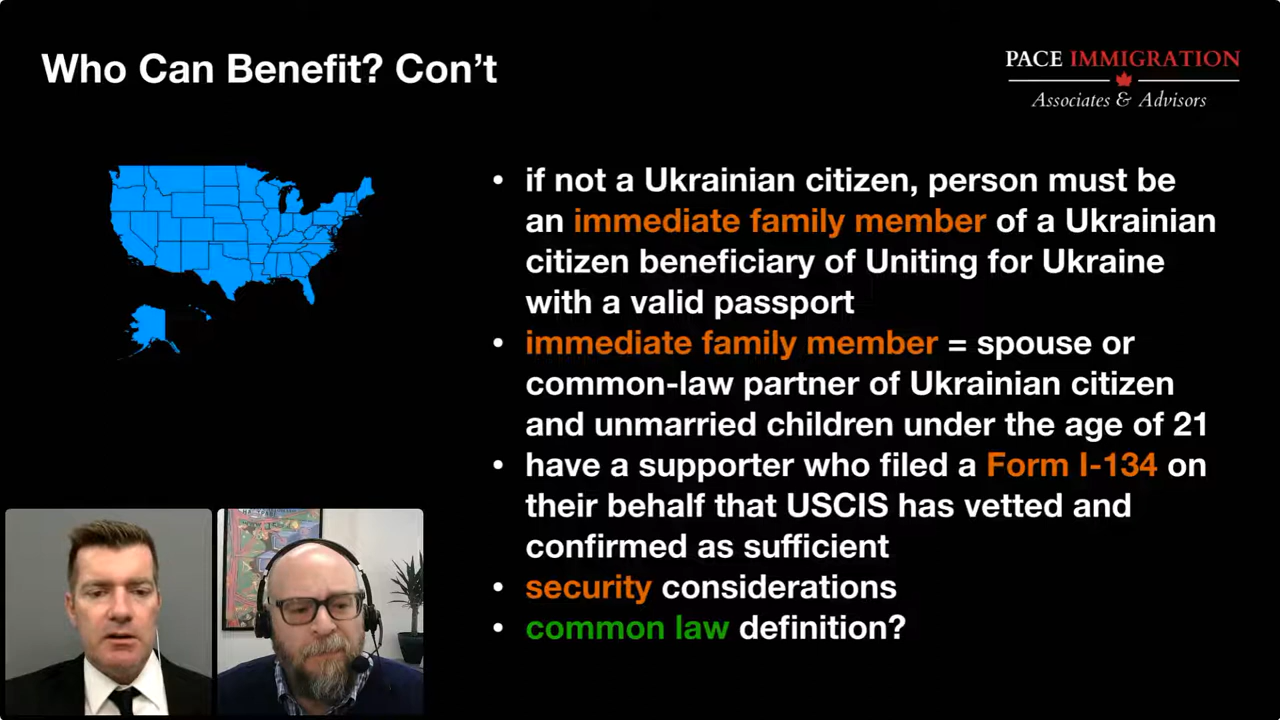 Who Can Benefit? Con’t
PACE IMMIGRATION
Associates & Advisors
• if not a Ukrainian citizen, person must be
an immediate family member of a Ukrainian
citizen beneficiary of Uniting for Ukraine
with a valid passport
• immediate family member = spouse or
common-law partner of Ukrainian citizen
and unmarried children under the age of 21
• have a supporter who filed a Form I-134 on
their behalf that USCIS has vetted and
confirmed as sufficient
• security considerations
• common law definition?